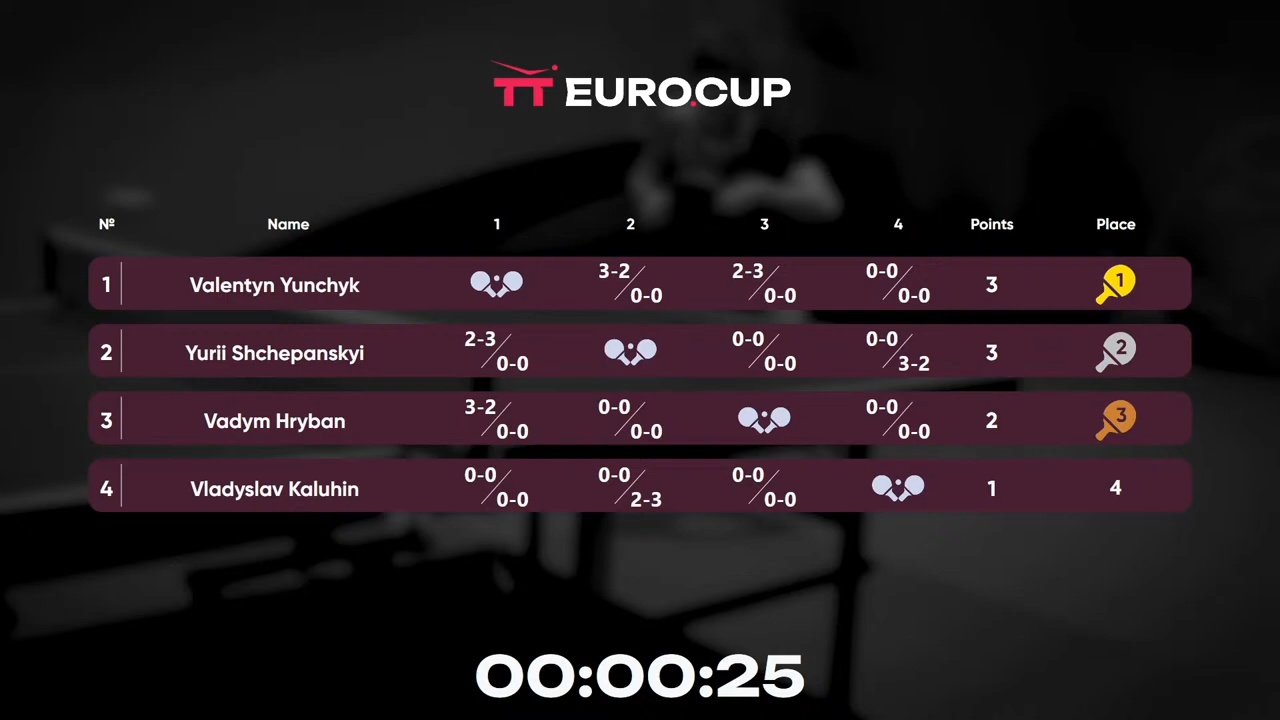 TT EURO.CUP
№ Name 1 2 3 4 Points Place
1 Valentyn Yunchyk 3-2/0-0 2-3/0-0 0-0/0-0 3 1
2 Yurii Shchepanskyi 2-3/0-0 0-0/0-0 0-0/3-2 3 2
3 Vadym Hryban 3-2/0-0 0-0/0-0 0-0/0-0 2 3
4 Vladyslav Kaluhin 0-0/0-0 0-0/2-3 0-0/0-0 1 4
00:00:25